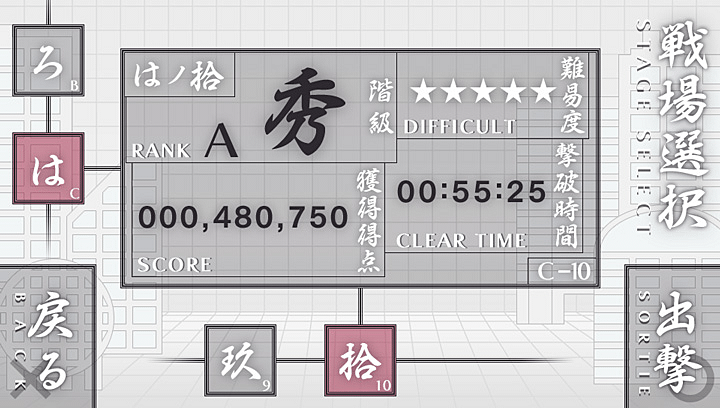 戦場選択
STAGE SELECT
ろ
B
は
C
はノ拾
秀
階級
RANK A
★★★★★
難易度
DIFFICULT
000,480,750
獲得得点
SCORE
00:55:25
撃破時間
CLEAR TIME
C-10
戻る
BACK
玖
9
拾
10
出撃
SORTIE